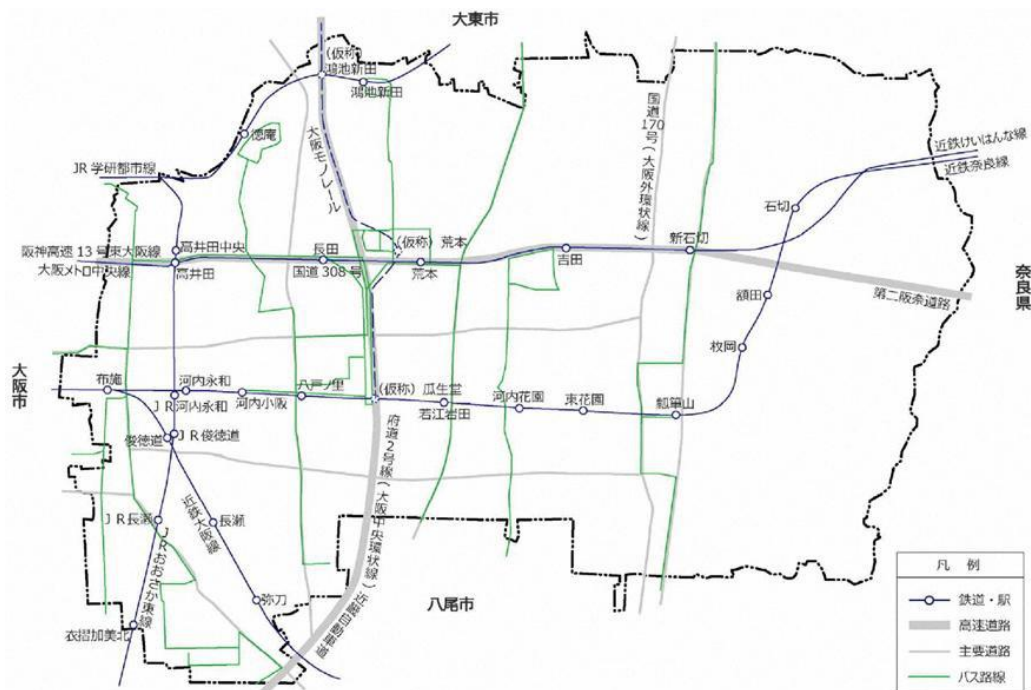 大東市
(仮称)
鴻池新田
鴻池新田
徳庵
大阪モノレール
国道170号(大阪外環状線)
近鉄けいはんな線
近鉄奈良線
JR学研都市線
石切
高井田中央
長田
(仮称) 荒本
新石切
阪神高速13号東大阪線
大阪メトロ中央線
高井田
国道308号
荒本
吉田
奈良県
額田
第二阪奈道路
枚岡
大阪市
布施
河内永和
八戸ノ里
(仮称) 瓜生堂
JR河内永和
河内小阪
若江岩田
河内花園
東花園
瓢箪山
俊徳道
JR俊徳道
府道2号線(大阪中央環状線)
近畿自動車道
近鉄大阪線
JR長瀬
長瀬
JRおおさか東線
弥刀
八尾市
衣摺加美北
凡 例
鉄道・駅
高速道路
主要道路
バス路線